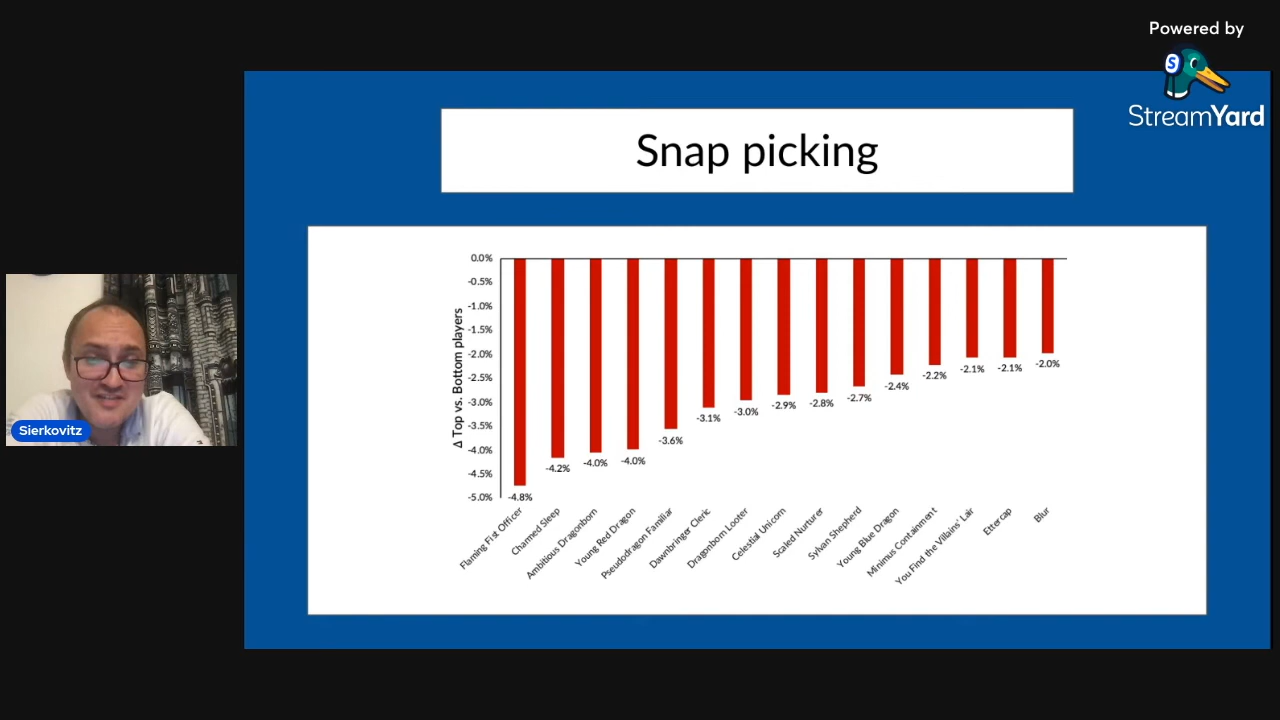 Powered by
StreamYard
Snap picking
Δ Top vs. Bottom players
0.0%
-0.5%
-1.0%
-1.5%
-2.0%
-2.5%
-3.0%
-3.5%
-4.0%
-4.5%
-5.0%
-4.8%
-4.2%
-4.0%
-4.0%
-3.6%
-3.1%
-3.0%
-2.9%
-2.8%
-2.7%
-2.4%
-2.2%
-2.1%
-2.1%
-2.0%
Flaming Fist Officer
Charmed Sleep
Ambitious Dragonborn
Young Red Dragon
Pseudodragon Familiar
Dawnbringer Cleric
Dragonborn Looter
Celestial Unicorn
Scaled Nurturer
Sylvan Shepherd
Young Blue Dragon
Minimus Containment
You Find the Villains' Lair
Ettercap
Blur
Sierkovitz
S